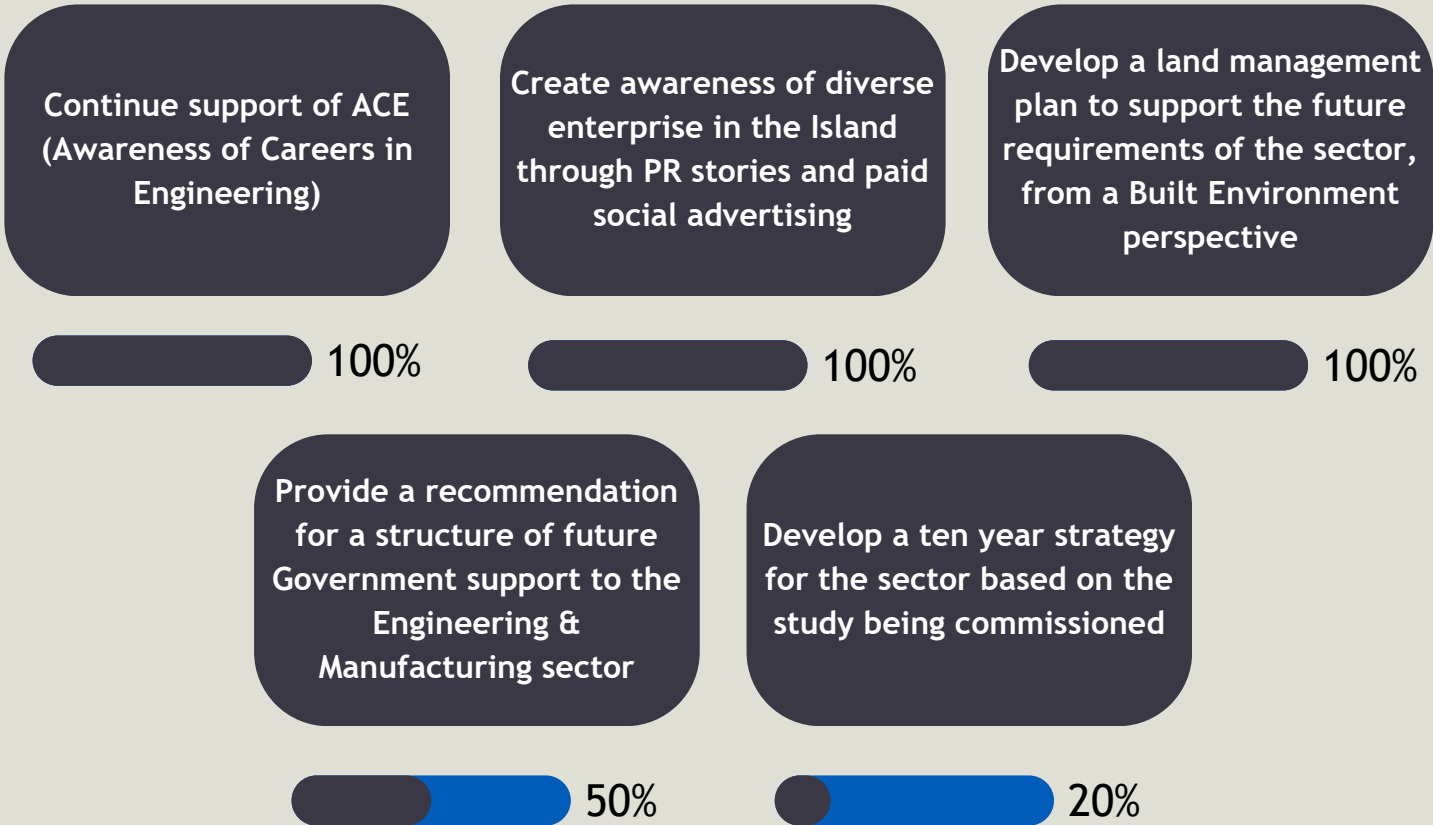 Continue support of ACE
(Awareness of Careers in
Engineering)
100%
Create awareness of diverse
enterprise in the Island
through PR stories and paid
social advertising
100%
Develop a land management
plan to support the future
requirements of the sector,
from a Built Environment
perspective
100%
Provide a recommendation
for a structure of future
Government support to the
Engineering &
Manufacturing sector
50%
Develop a ten year strategy
for the sector based on the
study being commissioned
20%